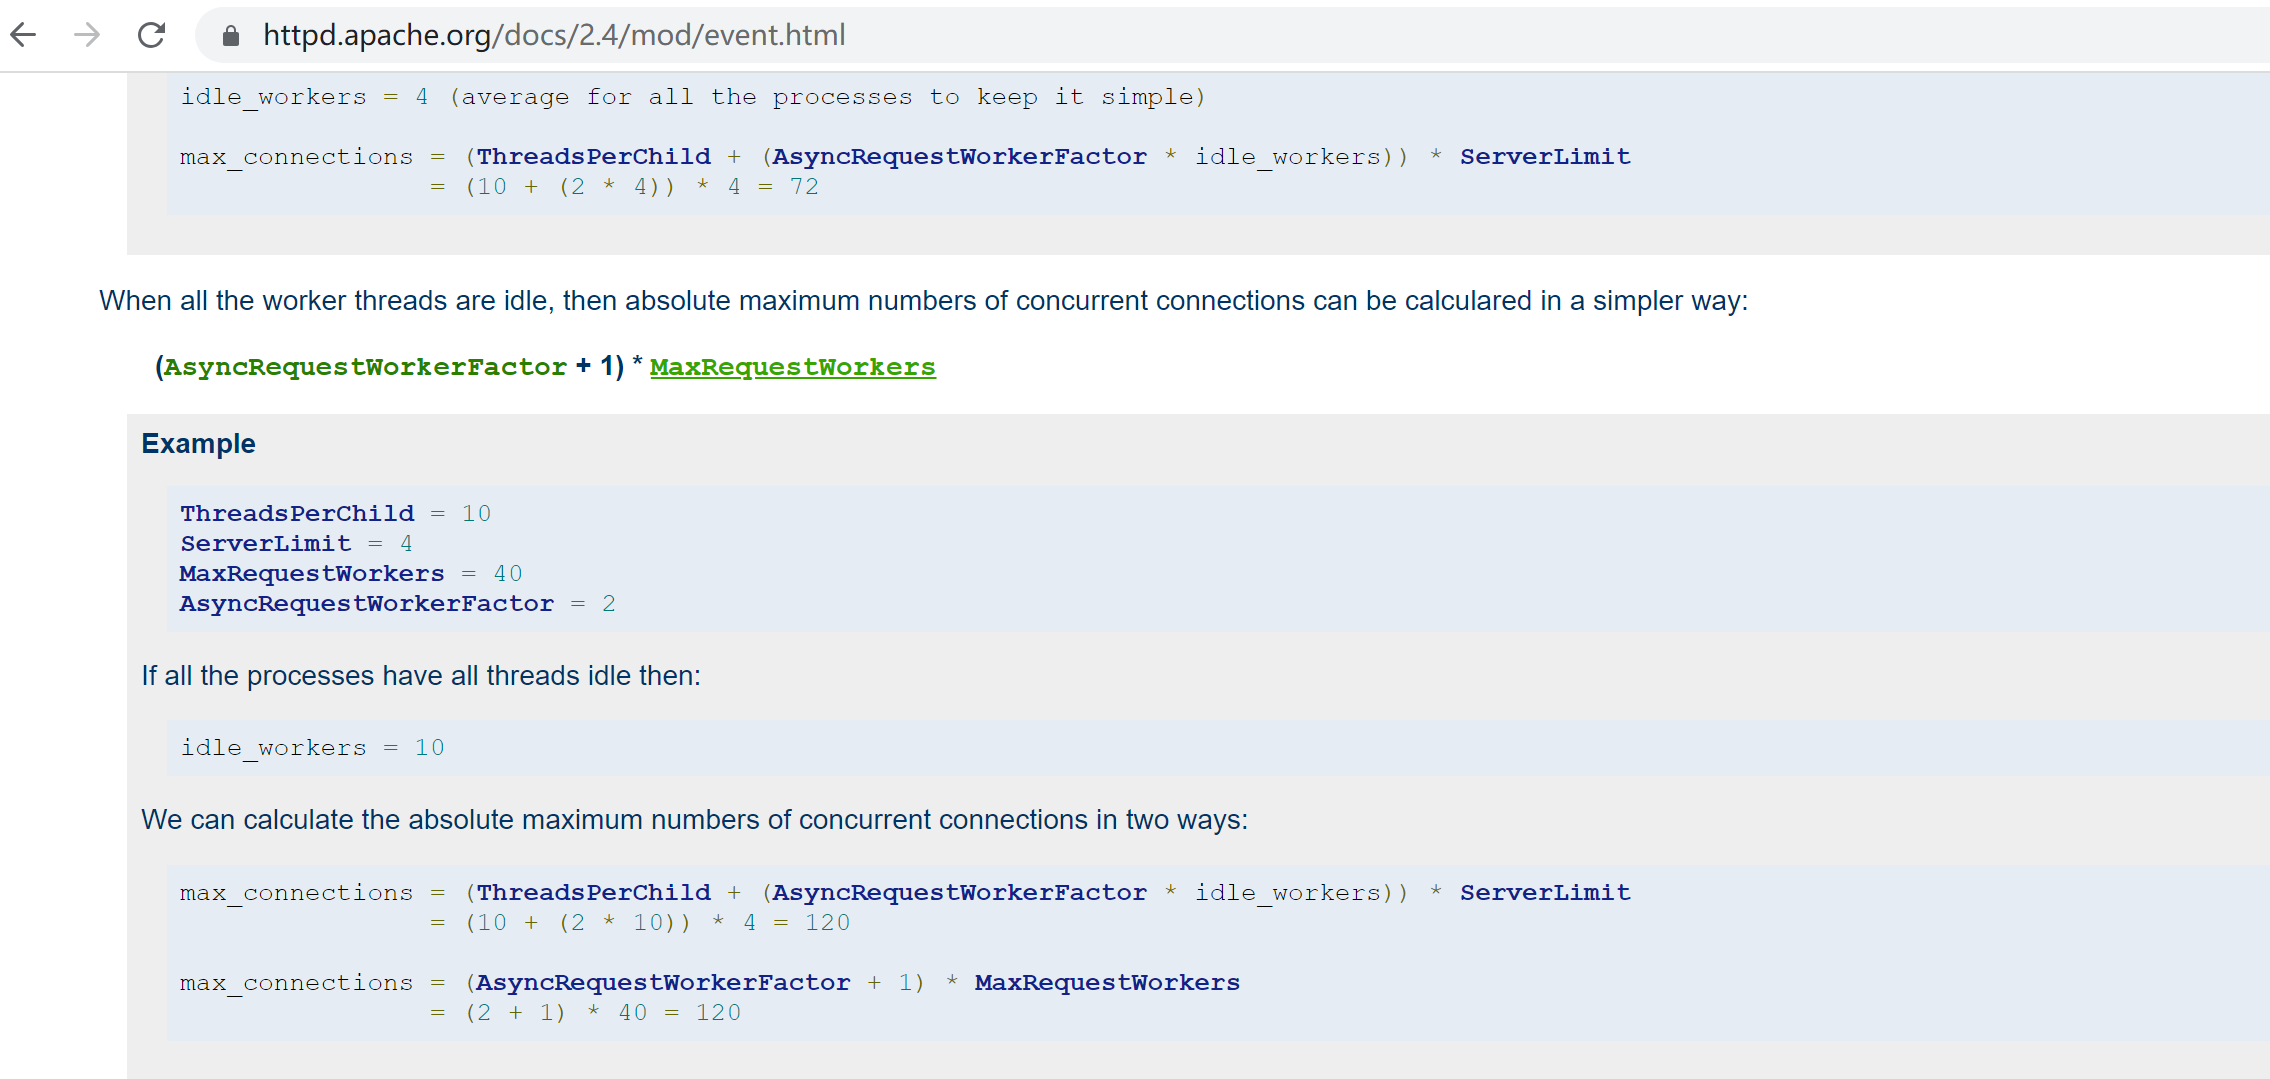 httpd.apache.org/docs/2.4/mod/event.html
idle_workers = 4 (average for all the processes to keep it simple)
max_connections = (ThreadsPerChild + (AsyncRequestWorkerFactor * idle_workers)) * ServerLimit
= (10 + (2 * 4)) * 4 = 72
When all the worker threads are idle, then absolute maximum numbers of concurrent connections can be calculared in a simpler way:
(AsyncRequestWorkerFactor + 1) * MaxRequestWorkers
Example
ThreadsPerChild = 10
ServerLimit = 4
MaxRequestWorkers = 40
AsyncRequestWorkerFactor = 2
If all the processes have all threads idle then:
idle_workers = 10
We can calculate the absolute maximum numbers of concurrent connections in two ways:
max_connections = (ThreadsPerChild + (AsyncRequestWorkerFactor * idle_workers)) * ServerLimit
= (10 + (2 * 10)) * 4 = 120
max_connections = (AsyncRequestWorkerFactor + 1) * MaxRequestWorkers
= (2 + 1) * 40 = 120